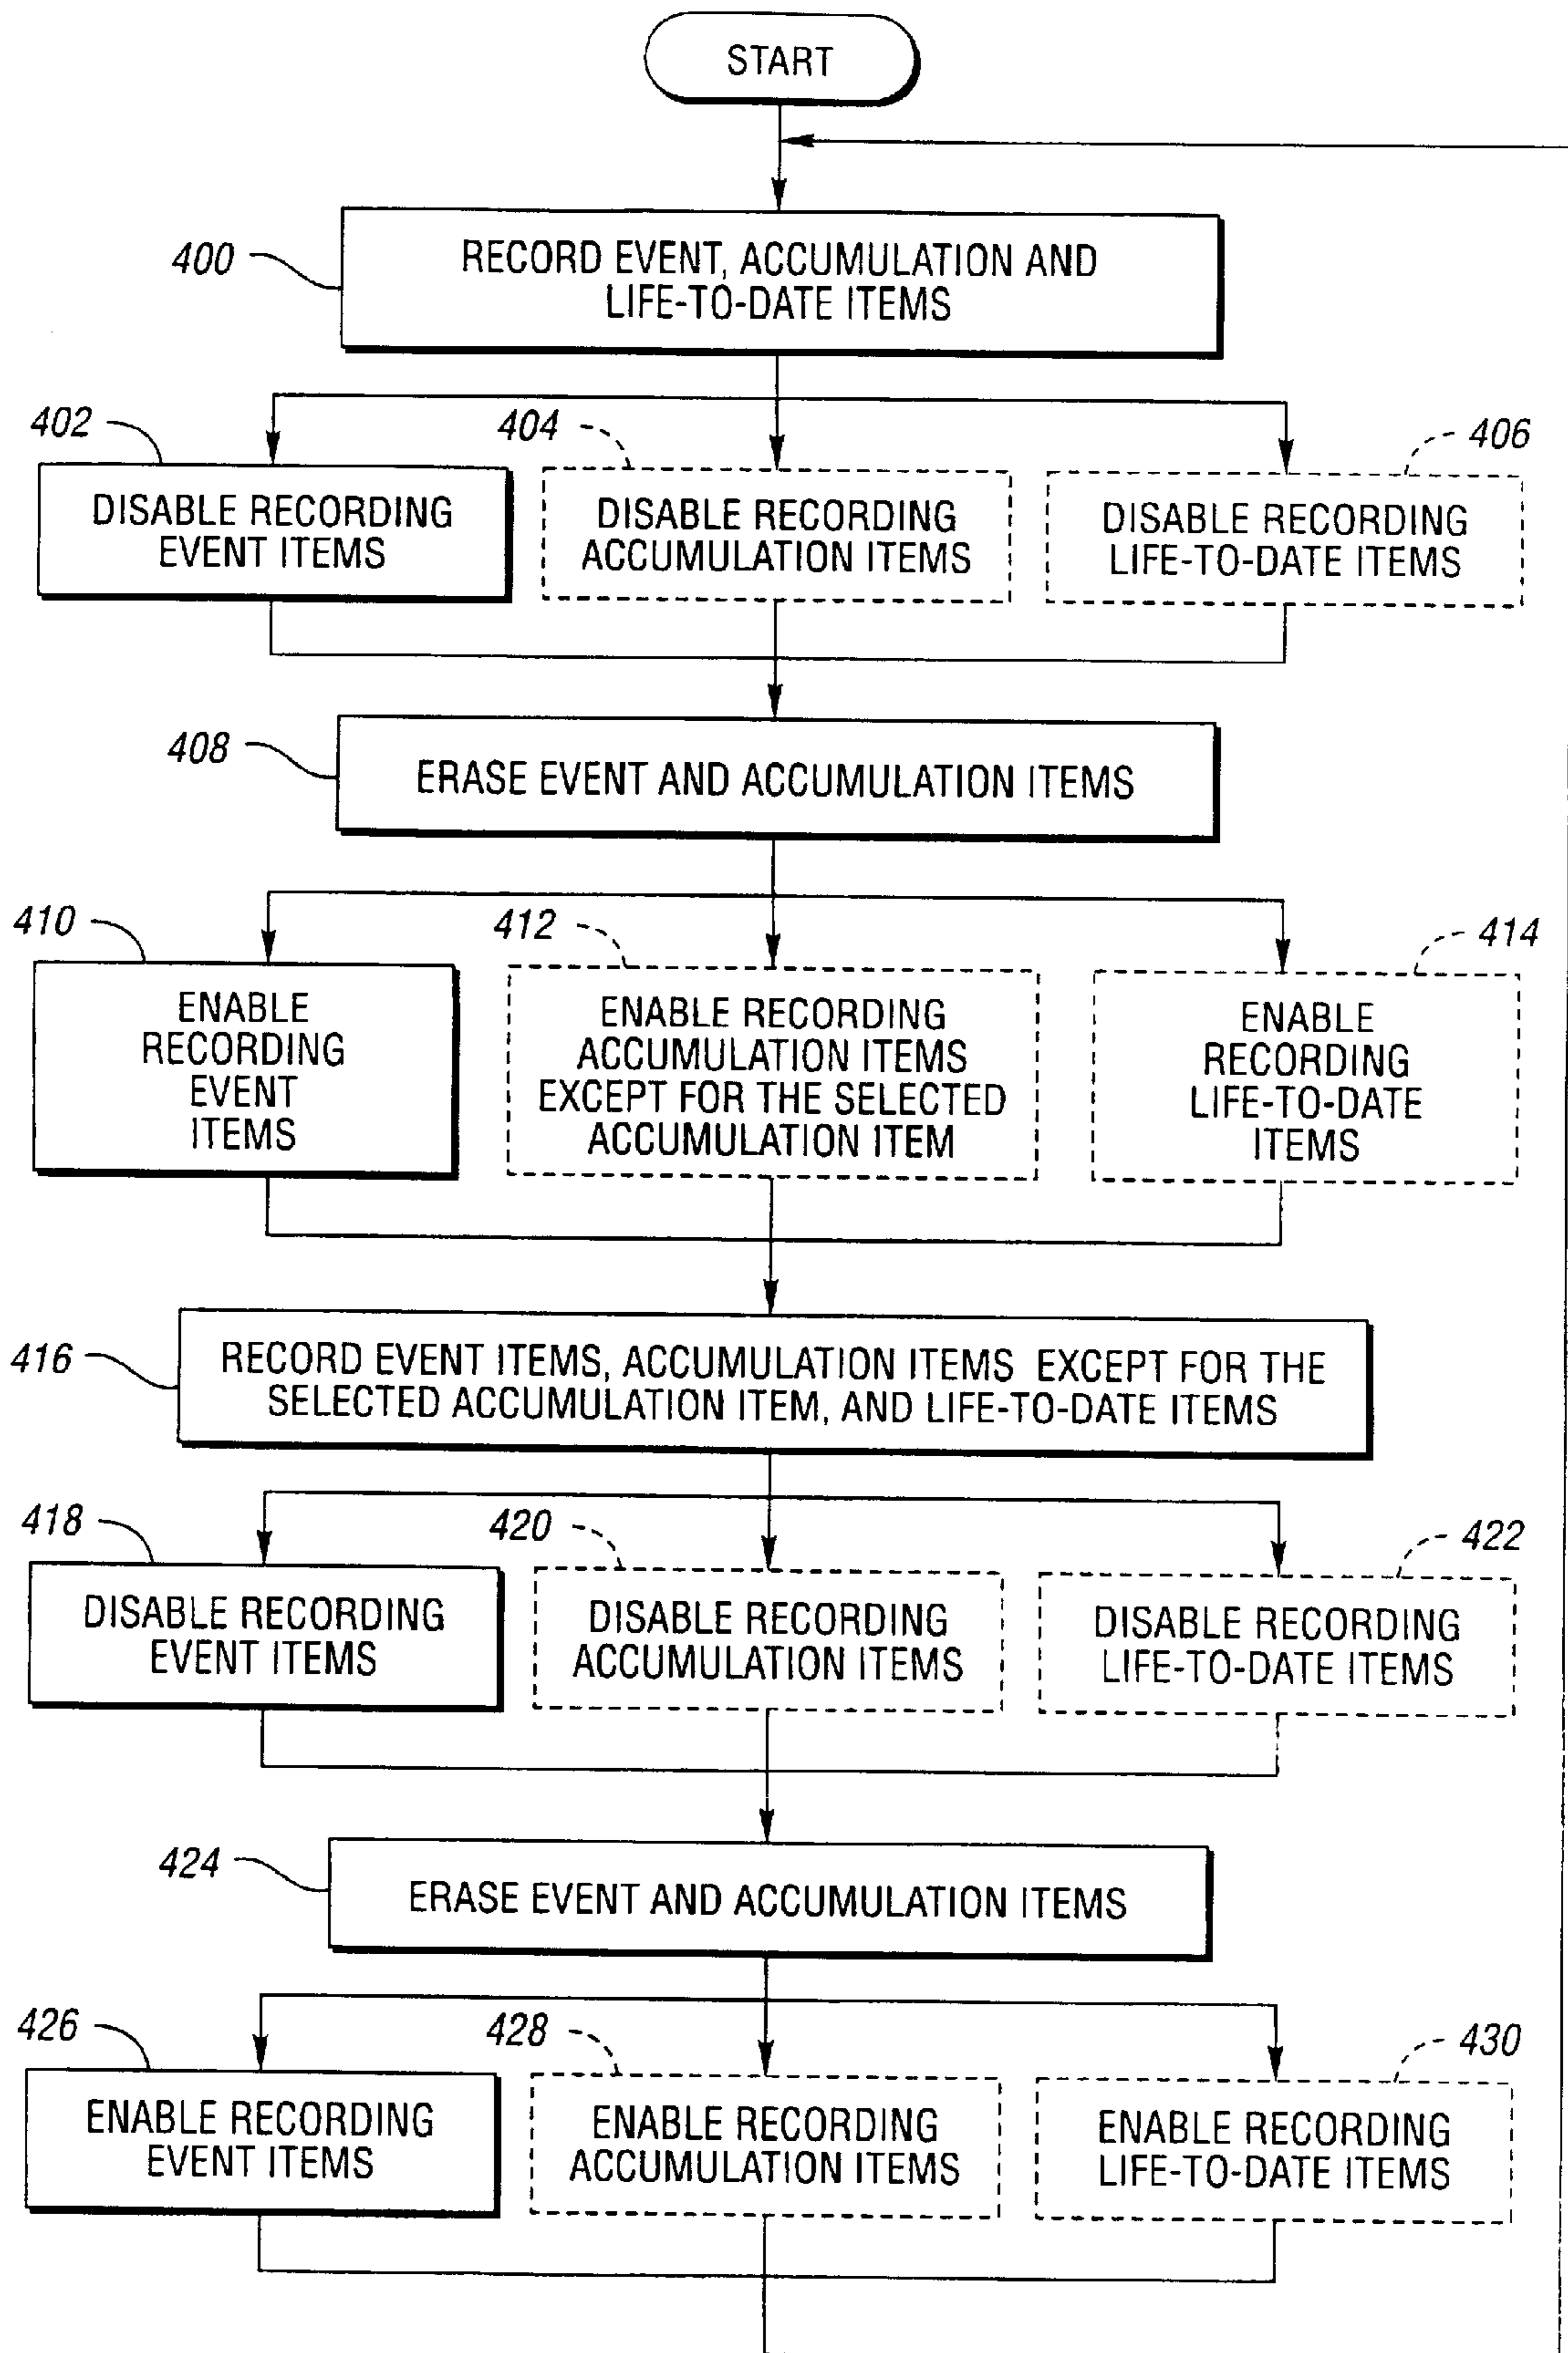 START
400
RECORD EVENT, ACCUMULATION AND
LIFE-TO-DATE ITEMS
402
404
406
DISABLE RECORDING
EVENT ITEMS
DISABLE RECORDING
ACCUMULATION ITEMS
DISABLE RECORDING
LIFE-TO-DATE ITEMS
408
ERASE EVENT AND ACCUMULATION ITEMS
410
412
414
ENABLE
RECORDING
EVENT
ITEMS
ENABLE RECORDING
ACCUMULATION ITEMS
EXCEPT FOR THE SELECTED
ACCUMULATION ITEM
ENABLE
RECORDING
LIFE-TO-DATE
ITEMS
416
RECORD EVENT ITEMS, ACCUMULATION ITEMS EXCEPT FOR THE
SELECTED ACCUMULATION ITEM, AND LIFE-TO-DATE ITEMS
418
420
422
DISABLE RECORDING
EVENT ITEMS
DISABLE RECORDING
ACCUMULATION ITEMS
DISABLE RECORDING
LIFE-TO-DATE ITEMS
424
ERASE EVENT AND ACCUMULATION ITEMS
426
428
430
ENABLE RECORDING
EVENT ITEMS
ENABLE RECORDING
ACCUMULATION ITEMS
ENABLE RECORDING
LIFE-TO-DATE ITEMS